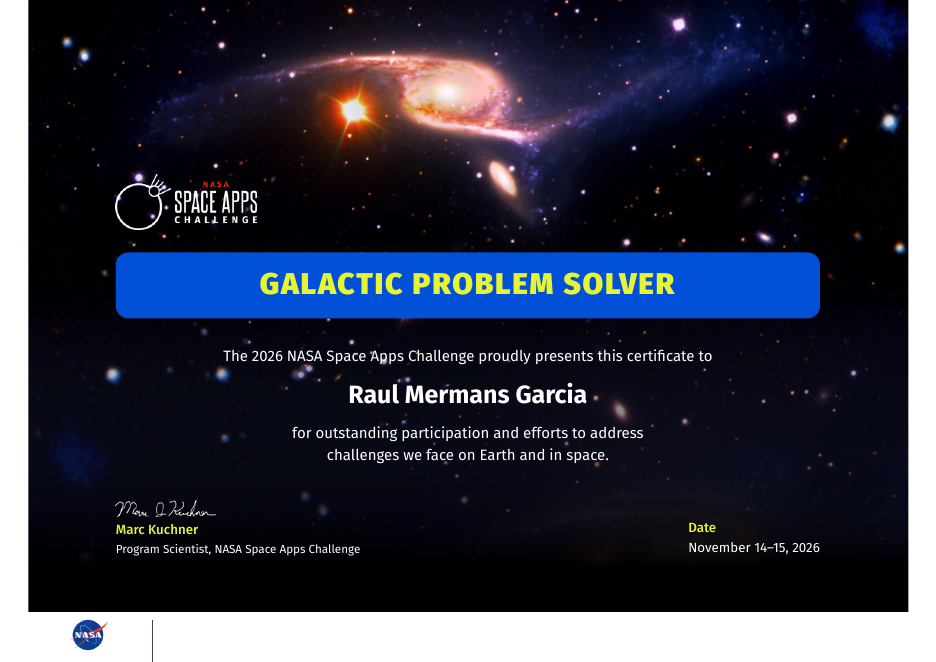 NASA
SPACE APPS
CHALLENGE
GALACTIC PROBLEM SOLVER
The 2026 NASA Space Apps Challenge proudly presents this certificate to
Raul Mermans Garcia
for outstanding participation and efforts to address
challenges we face on Earth and in space.
Marc J Kuchner
Marc Kuchner
Program Scientist, NASA Space Apps Challenge
Date
November 14–15, 2026
NASA